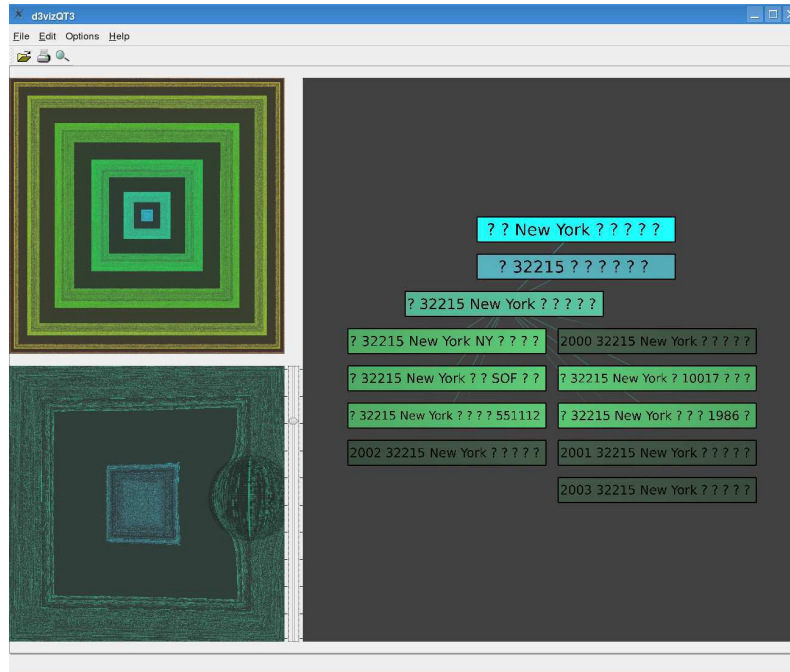 d3vizQT3
File Edit Options Help
? ? New York ? ? ? ? ?
? 32215 ? ? ? ? ? ?
? 32215 New York ? ? ? ? ?
? 32215 New York NY ? ? ? ?
2000 32215 New York ? ? ? ? ?
? 32215 New York ? ? SOF ? ?
? 32215 New York ? 10017 ? ? ?
? 32215 New York ? ? ? ? 551112
? 32215 New York ? ? ? 1986 ?
2002 32215 New York ? ? ? ? ?
2001 32215 New York ? ? ? ? ?
2003 32215 New York ? ? ? ? ?